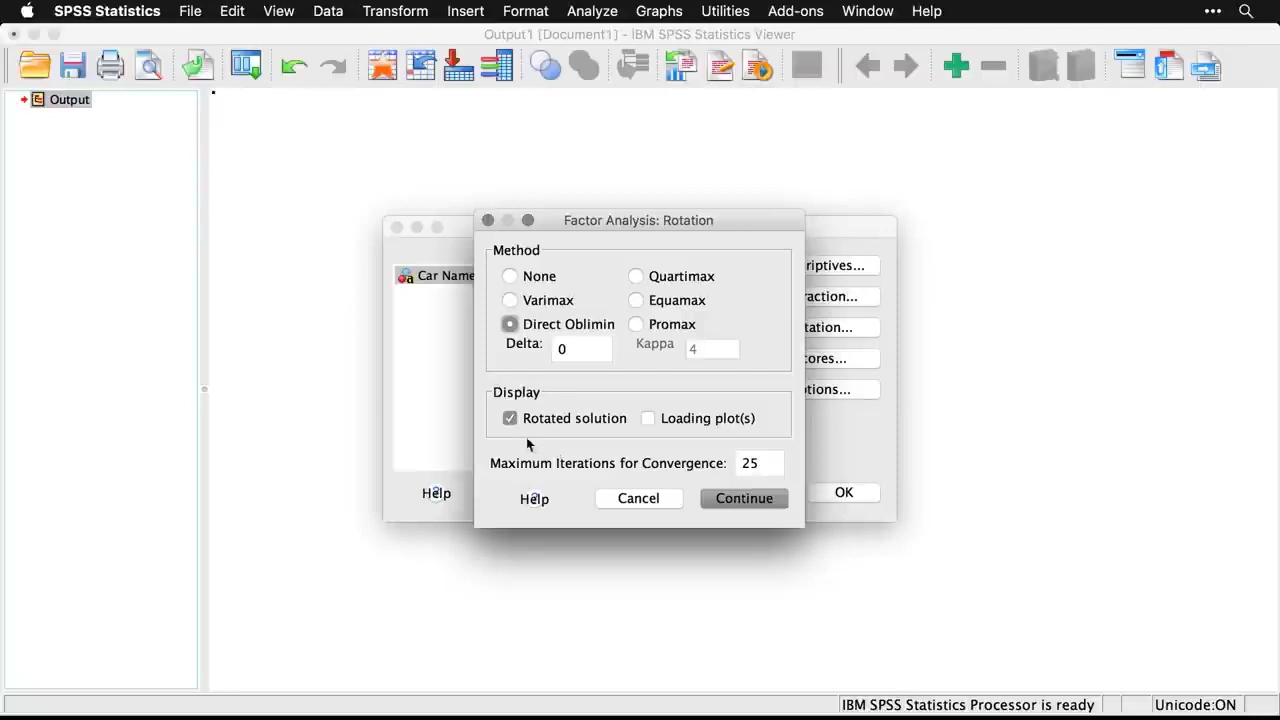 SPSS Statistics File Edit View Data Transform Insert Format Analyze Graphs Utilities Add-ons Window Help
Output1 [Document1] - IBM SPSS Statistics Viewer
Output
Factor Analysis: Rotation
Method
None
Quartimax
Varimax
Equamax
Direct Oblimin
Promax
Delta: 0
Kappa 4
Display
Rotated solution
Loading plot(s)
Maximum Iterations for Convergence: 25
Help
Cancel
Continue
Car Name
riptives...
raction...
tation...
cores...
ptions...
Help
OK
IBM SPSS Statistics Processor is ready
Unicode:ON